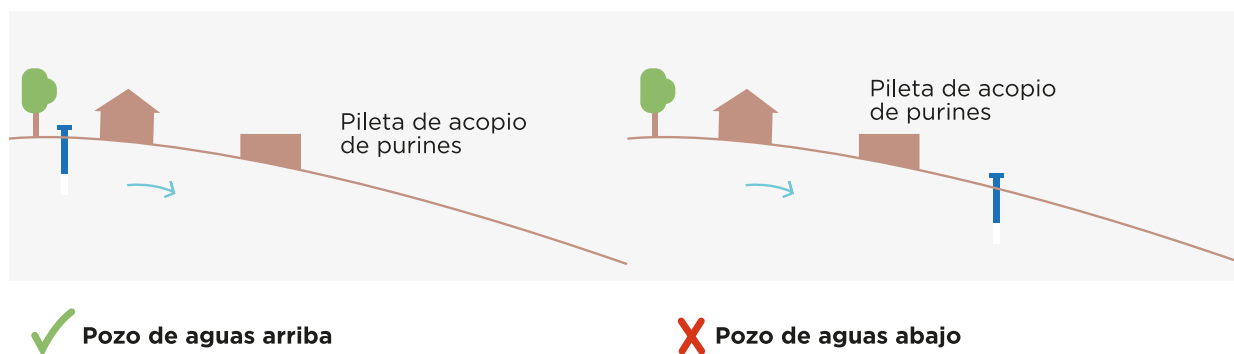 Pileta de acopio
de purines
Pileta de acopio
de purines
Pozo de aguas arriba
Pozo de aguas abajo